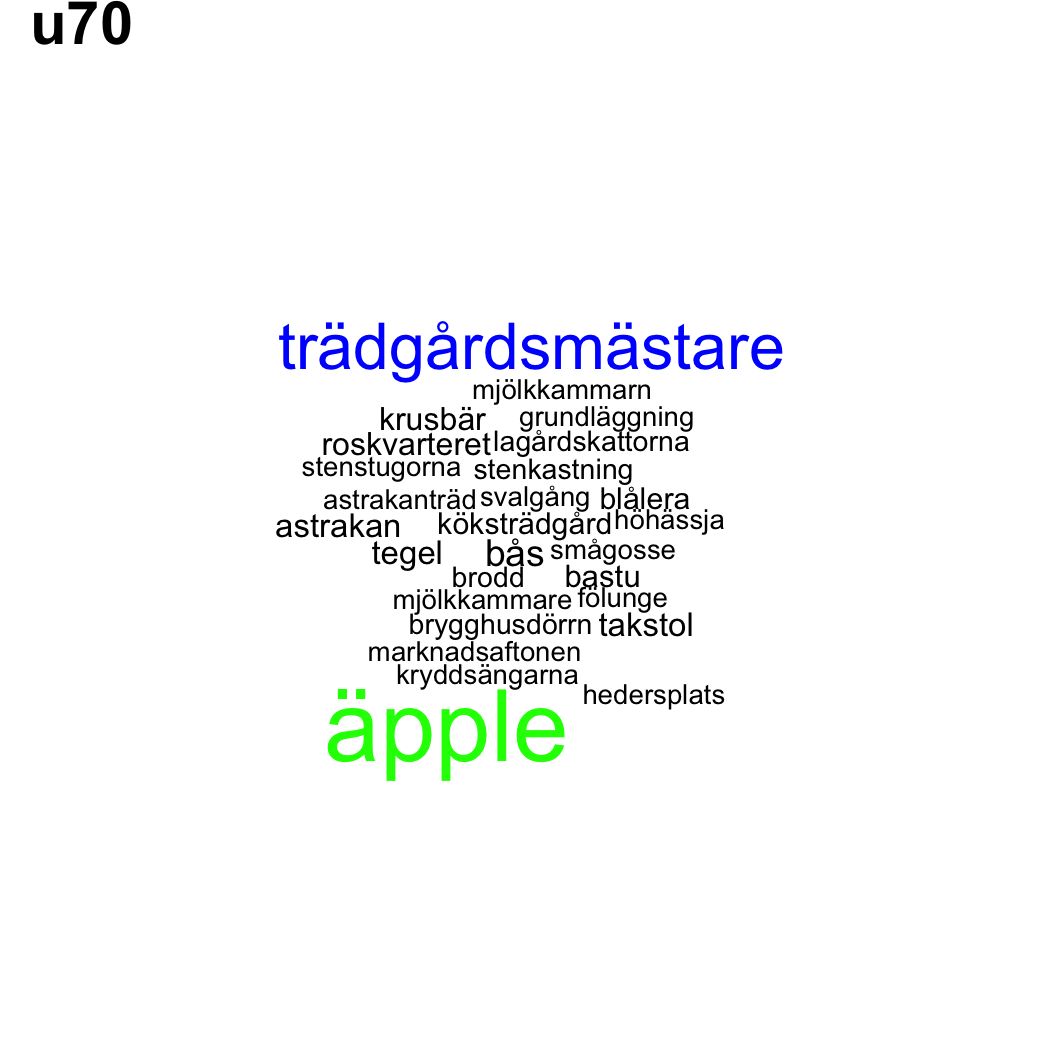 u70
trädgårdsmästare
mjölkkammarn
krusbär grundläggning
roskvarteret lagårdskattorna
stenstugorna stenkastning
astrakanträd svalgång blålera
astrakan köksträdgård höhässja
tegel bås smågosse
brodd bastu
mjölkkammare fölunge
brygghusdörrn takstol
marknadsaftonen
kryddsängarna
hedersplats
äpple